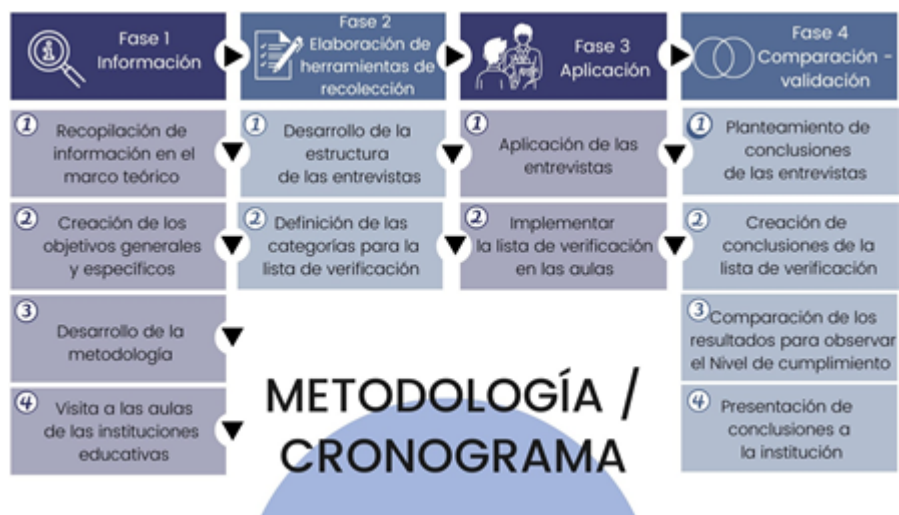 Fase 1
Información
Fase 2
Elaboración de
herramientas de
recolección
Fase 3
Aplicación
Fase 4
Comparación -
validación
1
Recopilación de
información en el
marco teórico
2
Creación de los
objetivos generales
y específicos
3
Desarrollo de la
metodología
4
Visita a las aulas
de las instituciones
educativas
1
Desarrollo de la
estructura
de las entrevistas
2
Definición de las
categorías para la
lista de verificación
1
Aplicación de las
entrevistas
2
Implementar
la lista de verificación
en las aulas
1
Planteamiento de
conclusiones
de las entrevistas
2
Creación de
conclusiones de la
lista de verificación
3
Comparación de los
resultados para observar
el Nivel de cumplimiento
4
Presentación de
conclusiones a
la institución
METODOLOGÍA /
CRONOGRAMA